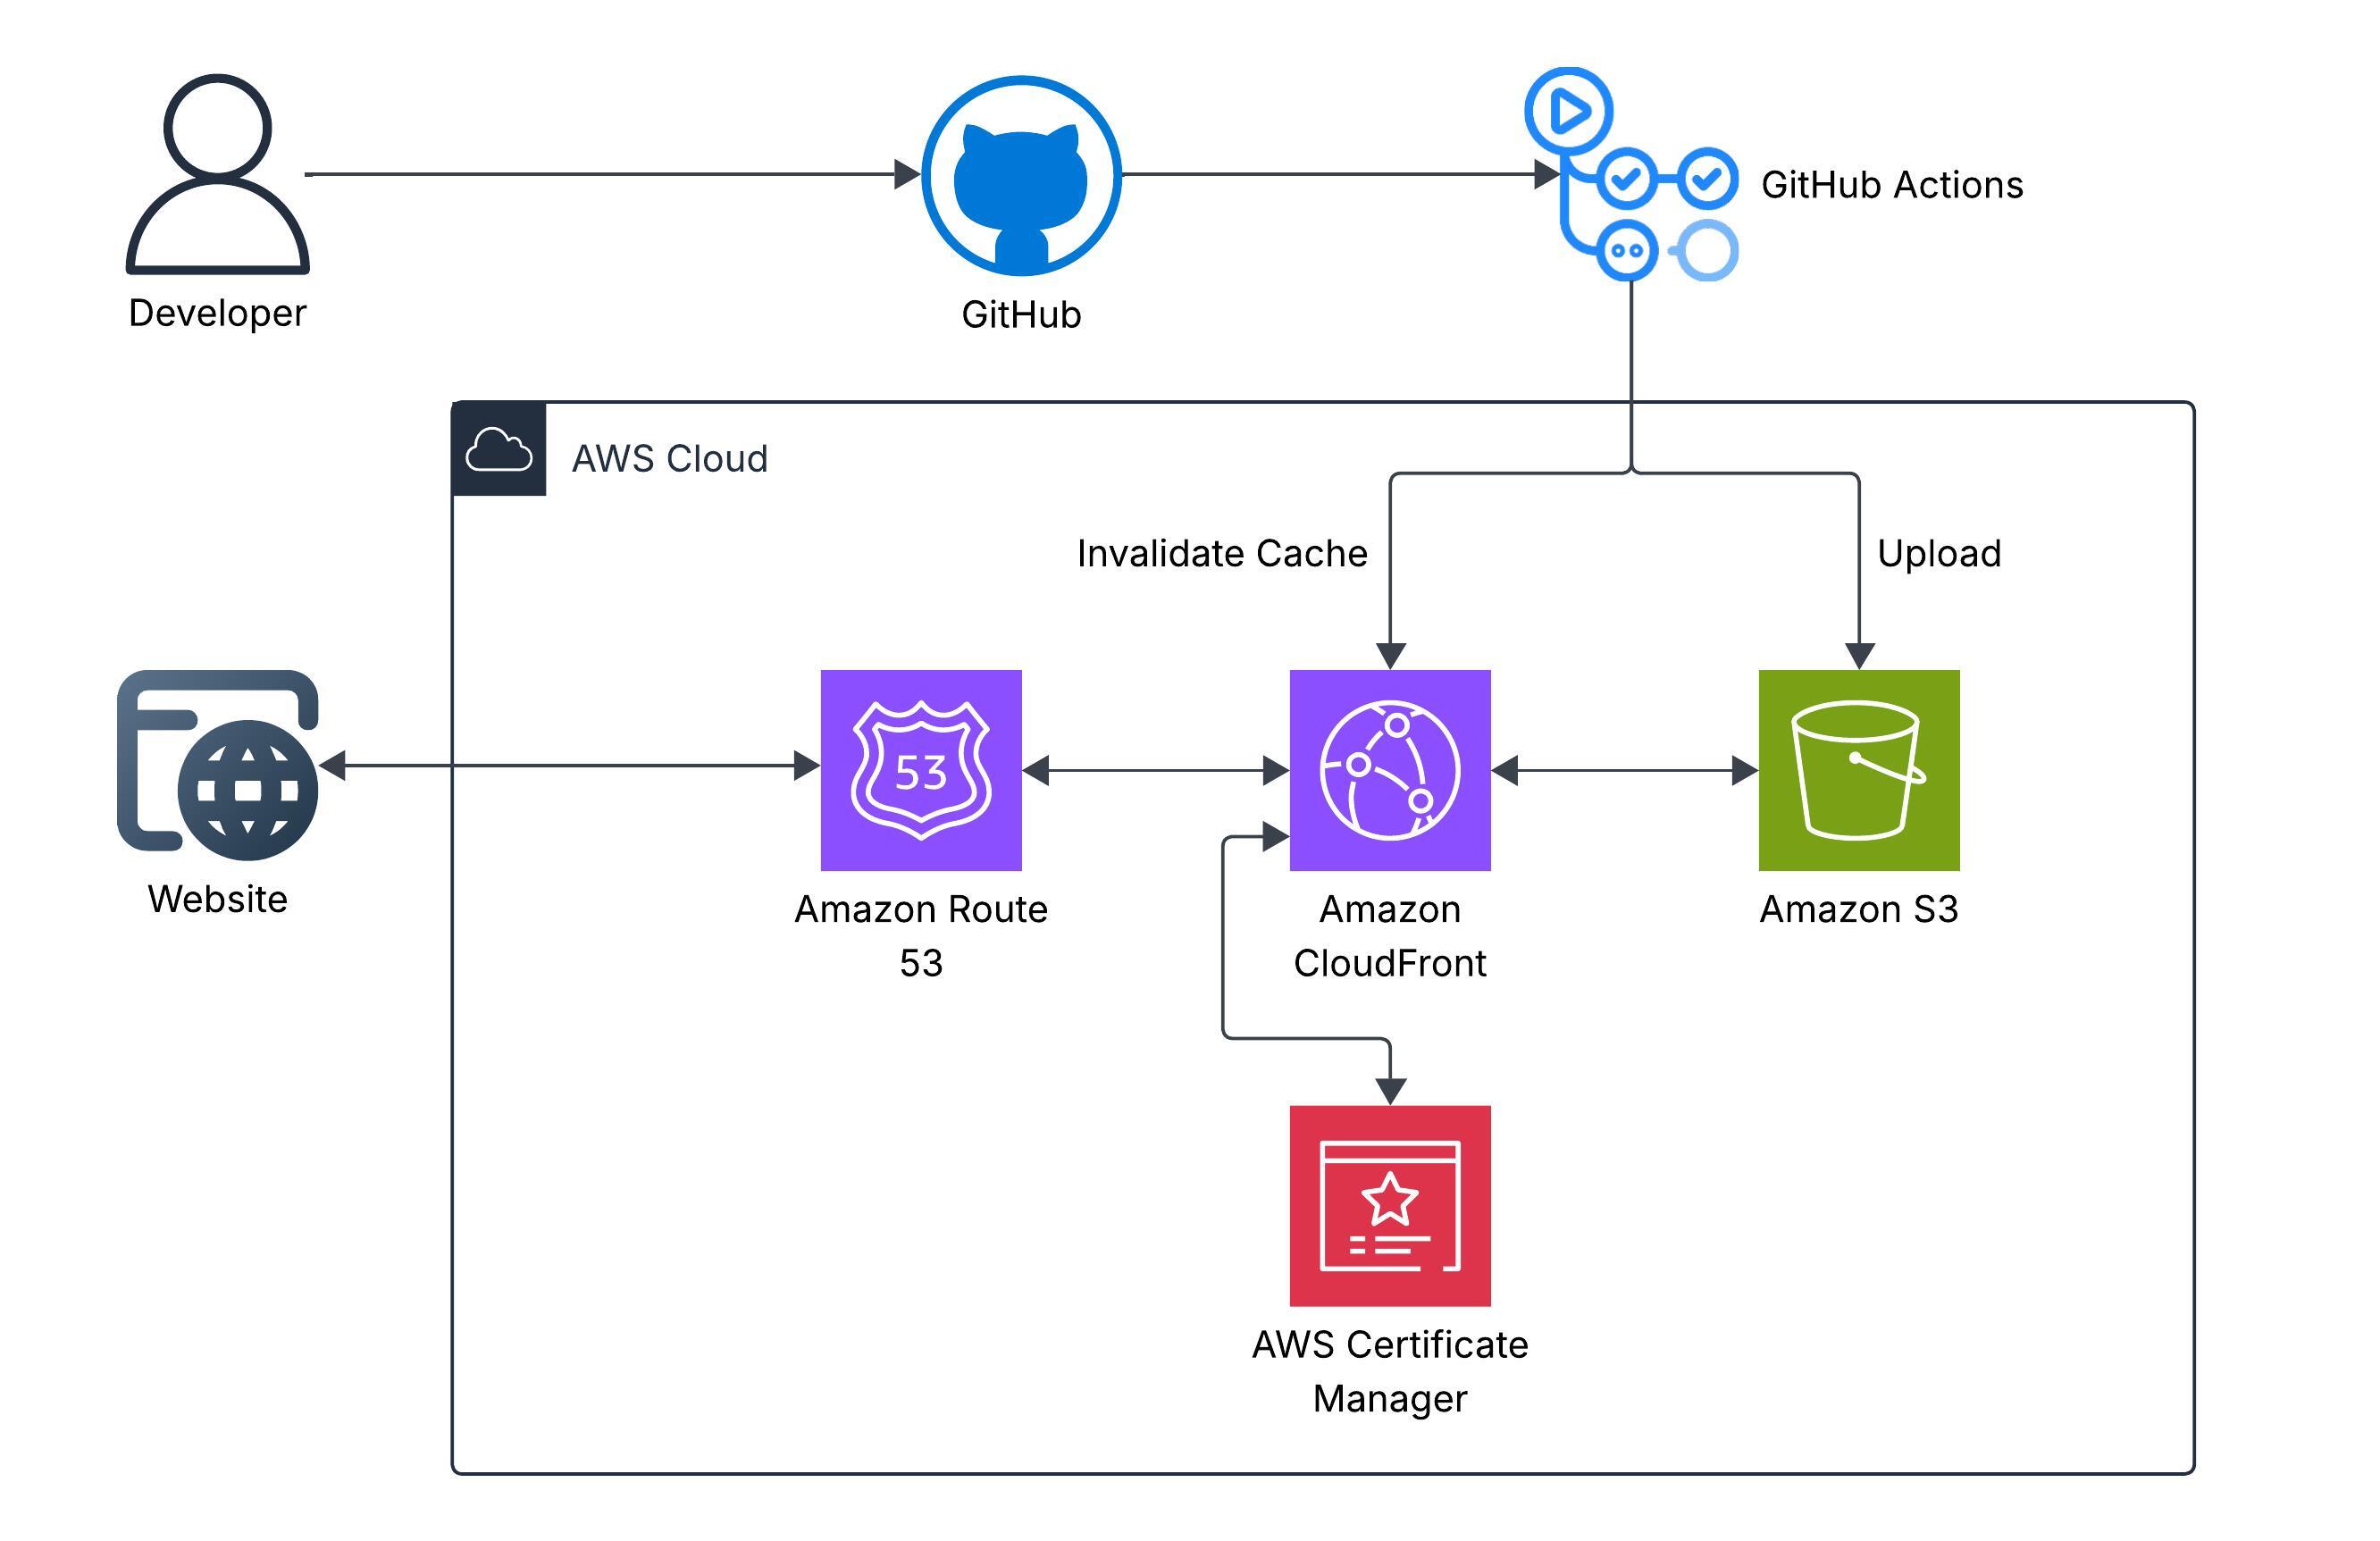 Developer
GitHub
GitHub Actions
AWS Cloud
Invalidate Cache
Upload
53
Website
Amazon Route
53
Amazon
CloudFront
Amazon S3
AWS Certificate
Manager